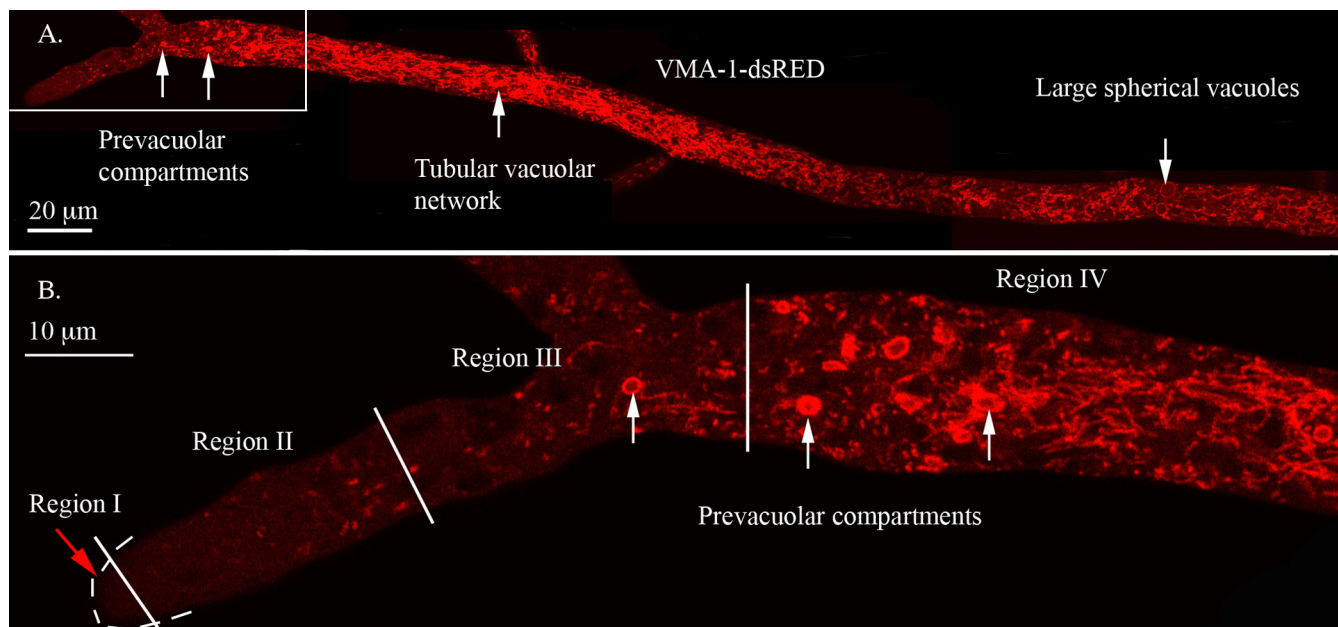 A.
VMA-1-dsRED
Large spherical vacuoles
Prevacuolar
compartments
Tubular vacuolar
network
20 µm
B.
10 µm
Region IV
Region III
Region II
Region I
Prevacuolar compartments